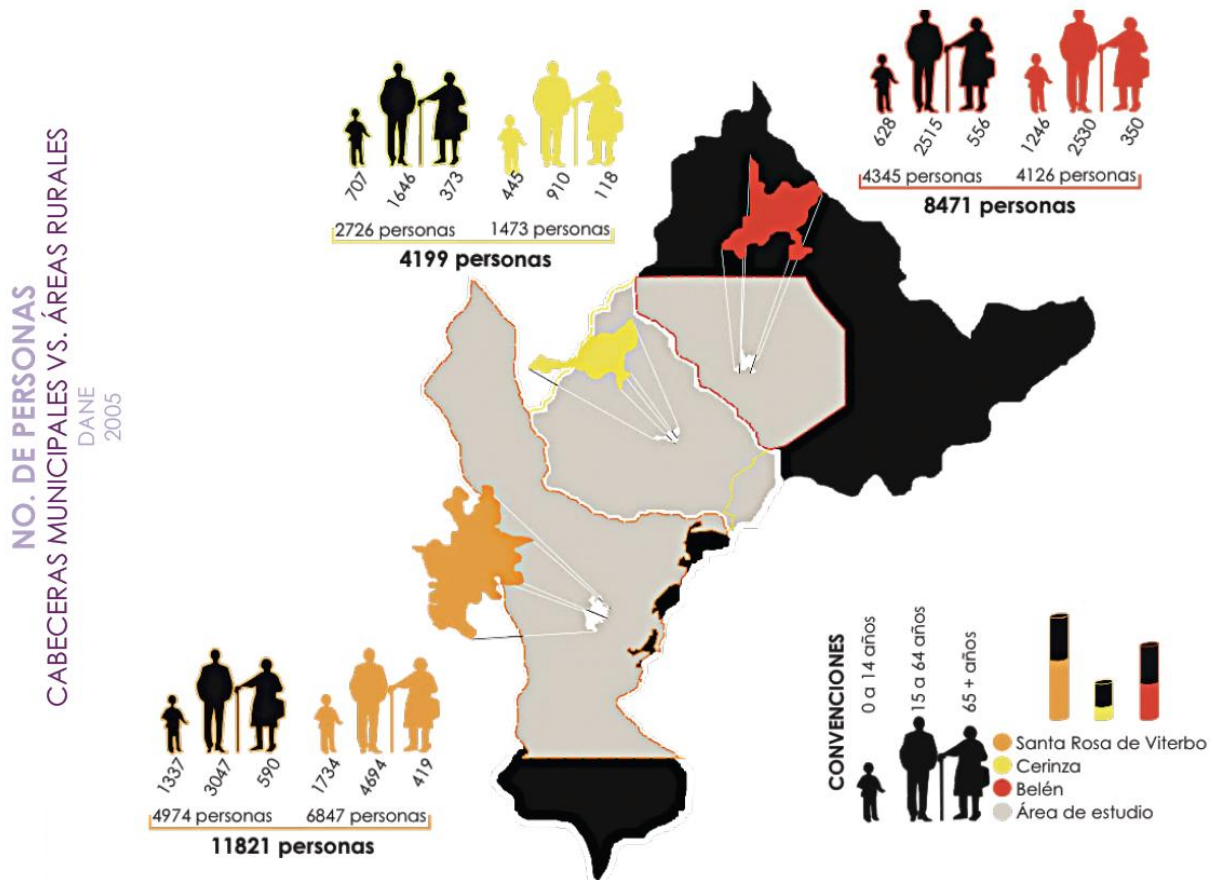 NO. DE PERSONAS
CABECERAS MUNICIPALES VS. ÁREAS RURALES
DANE
2005
707 1646 373 445 910 118
2726 personas 1473 personas
4199 personas
628 2515 556 1246 2530 350
4345 personas 4126 personas
8471 personas
1337 3047 590 1734 4694 419
4974 personas 6847 personas
11821 personas
CONVENCIONES
0 a 14 años
15 a 64 años
65 + años
Santa Rosa de Viterbo
Cerinza
Belén
Área de estudio